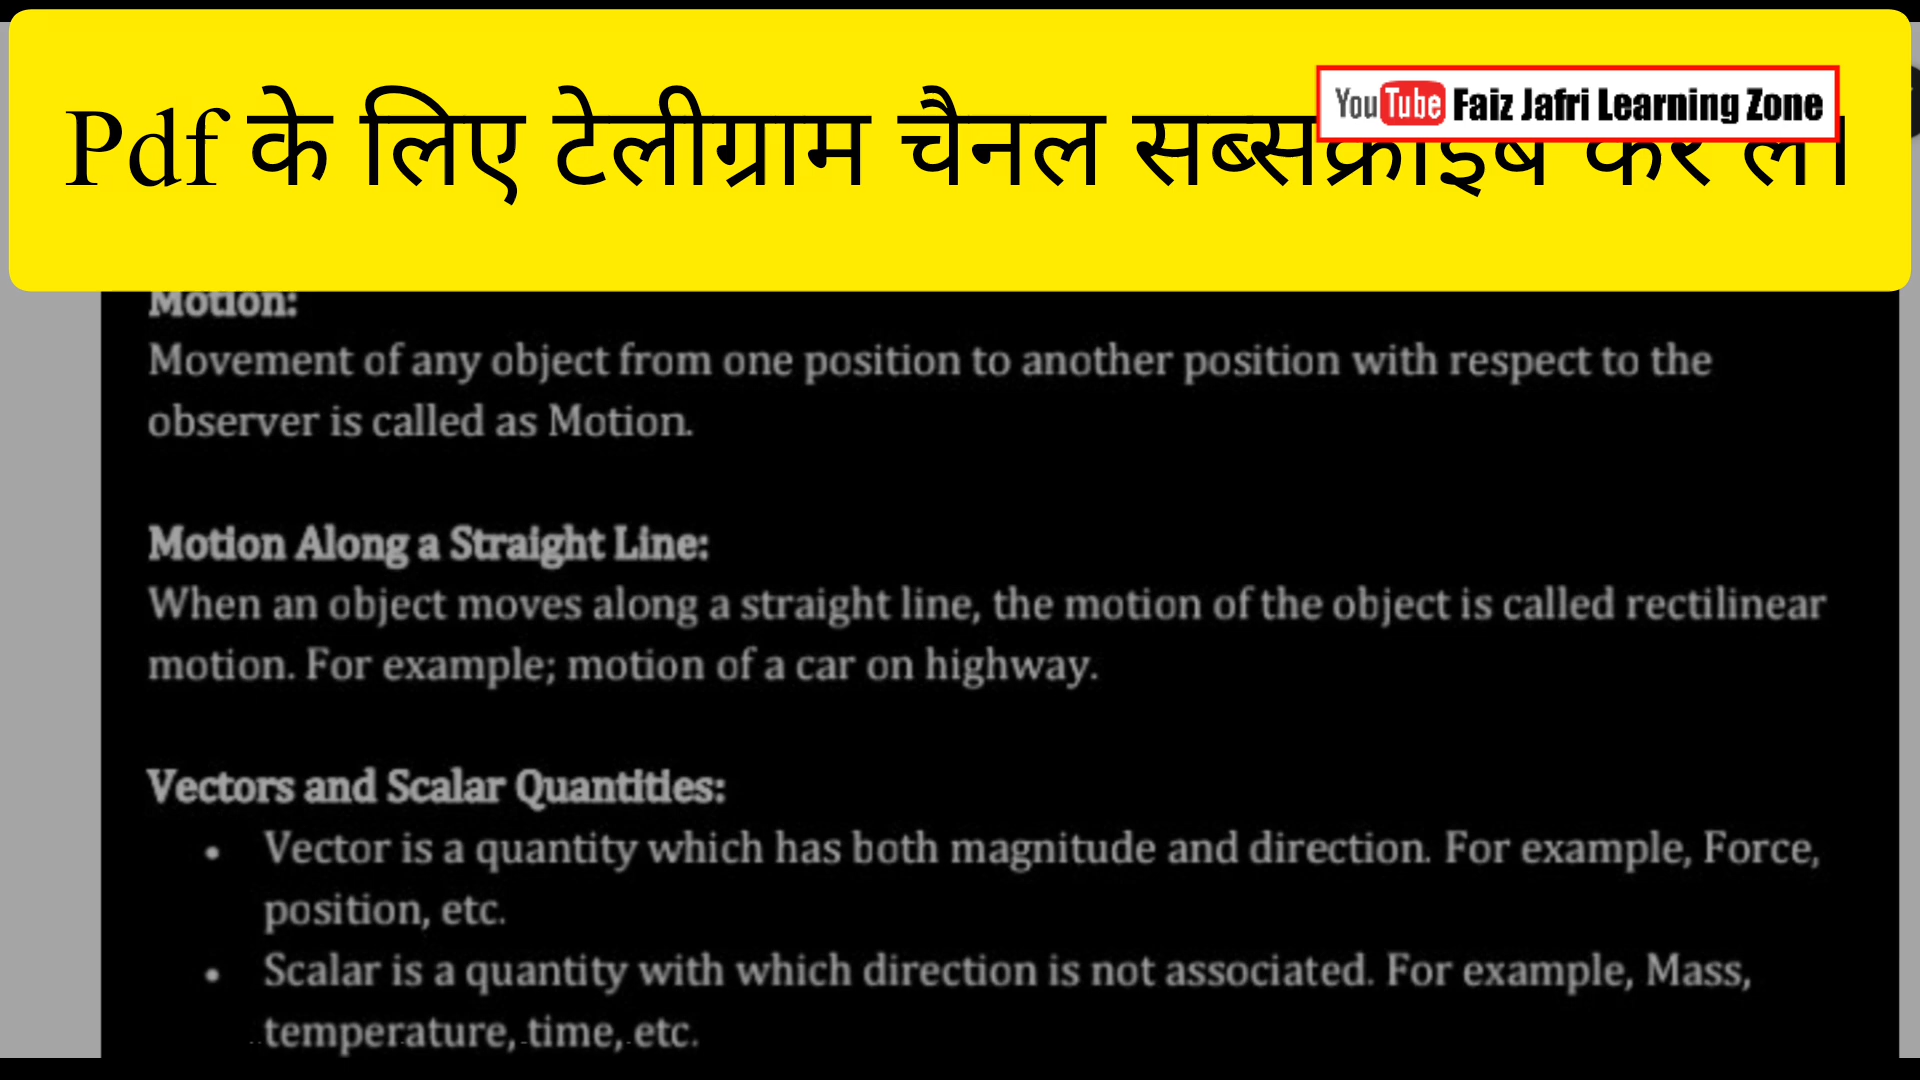 Pdf के लिए टेलीग्राम चैनल सब्सक्राइब कर लें।
YouTube Faiz Jafri Learning Zone
Motion:
Movement of any object from one position to another position with respect to the
observer is called as Motion.
Motion Along a Straight Line:
When an object moves along a straight line, the motion of the object is called rectilinear
motion. For example; motion of a car on highway.
Vectors and Scalar Quantities:
• Vector is a quantity which has both magnitude and direction. For example, Force,
position, etc.
• Scalar is a quantity with which direction is not associated. For example, Mass,
temperature, time, etc.